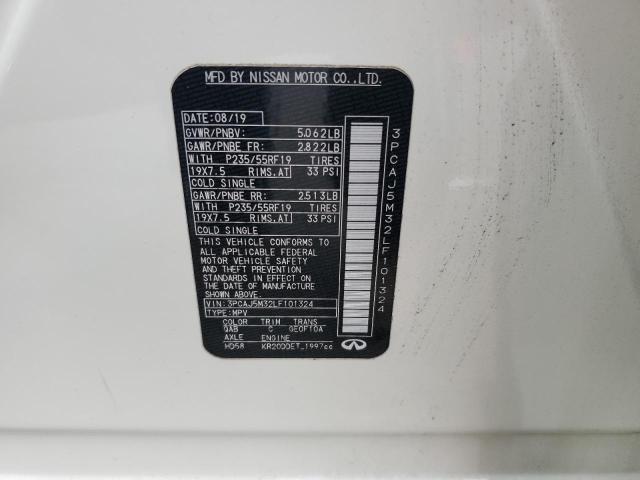 MFD BY NISSAN MOTOR CO.,LTD.
DATE: 08/19
GVWR/PNBV: 5.062LB
GAWR/PNBE FR: 2.822LB
WITH P235/55RF19 TIRES
19X7.5 RIMS.AT 33 PSI
COLD SINGLE
GAWR/PNBE RR: 2.513LB
WITH P235/55RF19 TIRES
19X7.5 RIMS.AT 33 PSI
COLD SINGLE
THIS VEHICLE CONFORMS TO
ALL APPLICABLE FEDERAL
MOTOR VEHICLE SAFETY
AND THEFT PREVENTION
STANDARDS IN EFFECT ON
THE DATE OF MANUFACTURE
SHOWN ABOVE.
VIN: 3PCAJ5M32LF101324
TYPE: MPV
COLOR TRIM TRANS
QAB C GE0F10A
AXLE ENGINE
HD58 KR20DDET_1997cc
3PCAJ5M32LF101324